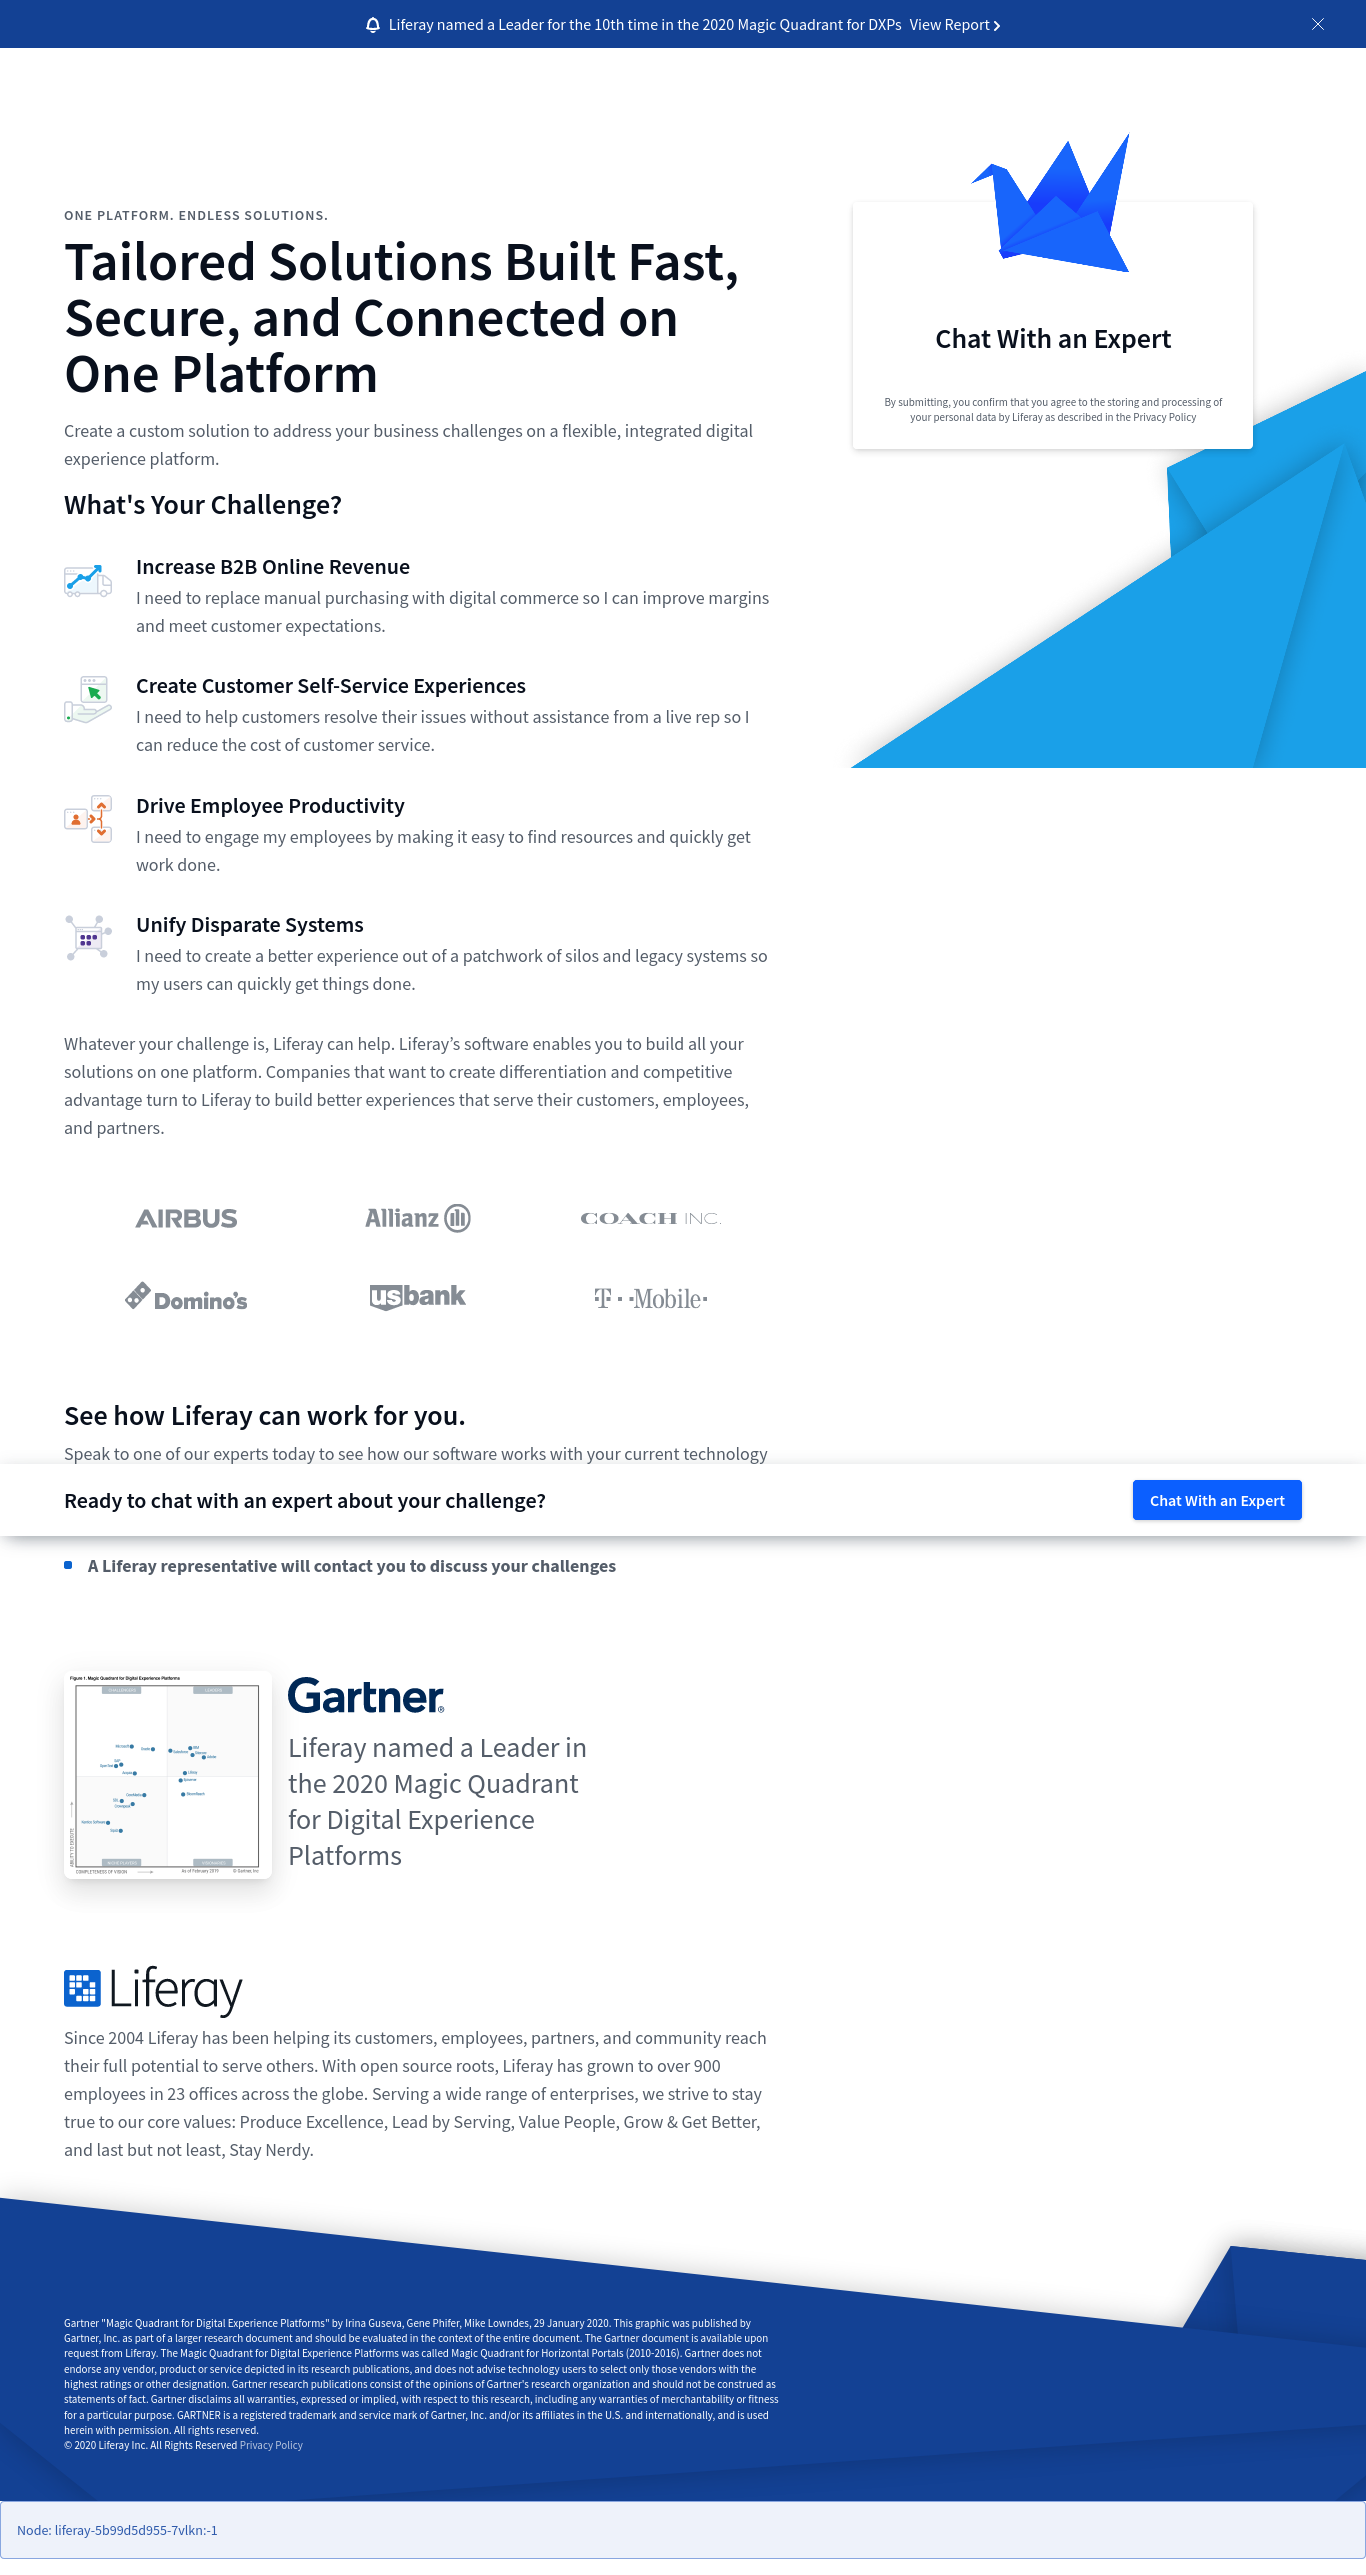 Liferay named a Leader for the 10th time in the 2020 Magic Quadrant for DXPs View Report
ONE PLATFORM. ENDLESS SOLUTIONS.
Tailored Solutions Built Fast,
Secure, and Connected on
One Platform
Create a custom solution to address your business challenges on a flexible, integrated digital
experience platform.
What's Your Challenge?
Increase B2B Online Revenue
I need to replace manual purchasing with digital commerce so I can improve margins
and meet customer expectations.
Create Customer Self-Service Experiences
I need to help customers resolve their issues without assistance from a live rep so I
can reduce the cost of customer service.
Drive Employee Productivity
I need to engage my employees by making it easy to find resources and quickly get
work done.
Unify Disparate Systems
I need to create a better experience out of a patchwork of silos and legacy systems so
my users can quickly get things done.
Whatever your challenge is, Liferay can help. Liferay’s software enables you to build all your
solutions on one platform. Companies that want to create differentiation and competitive
advantage turn to Liferay to build better experiences that serve their customers, employees,
and partners.
AIRBUS
Allianz
COACH INC.
Domino's
usbank
T··Mobile·
Chat With an Expert
By submitting, you confirm that you agree to the storing and processing of
your personal data by Liferay as described in the Privacy Policy
See how Liferay can work for you.
Speak to one of our experts today to see how our software works with your current technology
Ready to chat with an expert about your challenge?
Chat With an Expert
A Liferay representative will contact you to discuss your challenges
Figure 1. Magic Quadrant for Digital Experience Platforms
COMPLETENESS OF VISION
As of February 2019
© Gartner, Inc
Gartner®
Liferay named a Leader in
the 2020 Magic Quadrant
for Digital Experience
Platforms
Liferay
Since 2004 Liferay has been helping its customers, employees, partners, and community reach
their full potential to serve others. With open source roots, Liferay has grown to over 900
employees in 23 offices across the globe. Serving a wide range of enterprises, we strive to stay
true to our core values: Produce Excellence, Lead by Serving, Value People, Grow & Get Better,
and last but not least, Stay Nerdy.
Gartner "Magic Quadrant for Digital Experience Platforms" by Irina Guseva, Gene Phifer, Mike Lowndes, 29 January 2020. This graphic was published by
Gartner, Inc. as part of a larger research document and should be evaluated in the context of the entire document. The Gartner document is available upon
request from Liferay. The Magic Quadrant for Digital Experience Platforms was called Magic Quadrant for Horizontal Portals (2010-2016). Gartner does not
endorse any vendor, product or service depicted in its research publications, and does not advise technology users to select only those vendors with the
highest ratings or other designation. Gartner research publications consist of the opinions of Gartner's research organization and should not be construed as
statements of fact. Gartner disclaims all warranties, expressed or implied, with respect to this research, including any warranties of merchantability or fitness
for a particular purpose. GARTNER is a registered trademark and service mark of Gartner, Inc. and/or its affiliates in the U.S. and internationally, and is used
herein with permission. All rights reserved.
© 2020 Liferay Inc. All Rights Reserved Privacy Policy
Node: liferay-5b99d5d955-7vlkn:-1